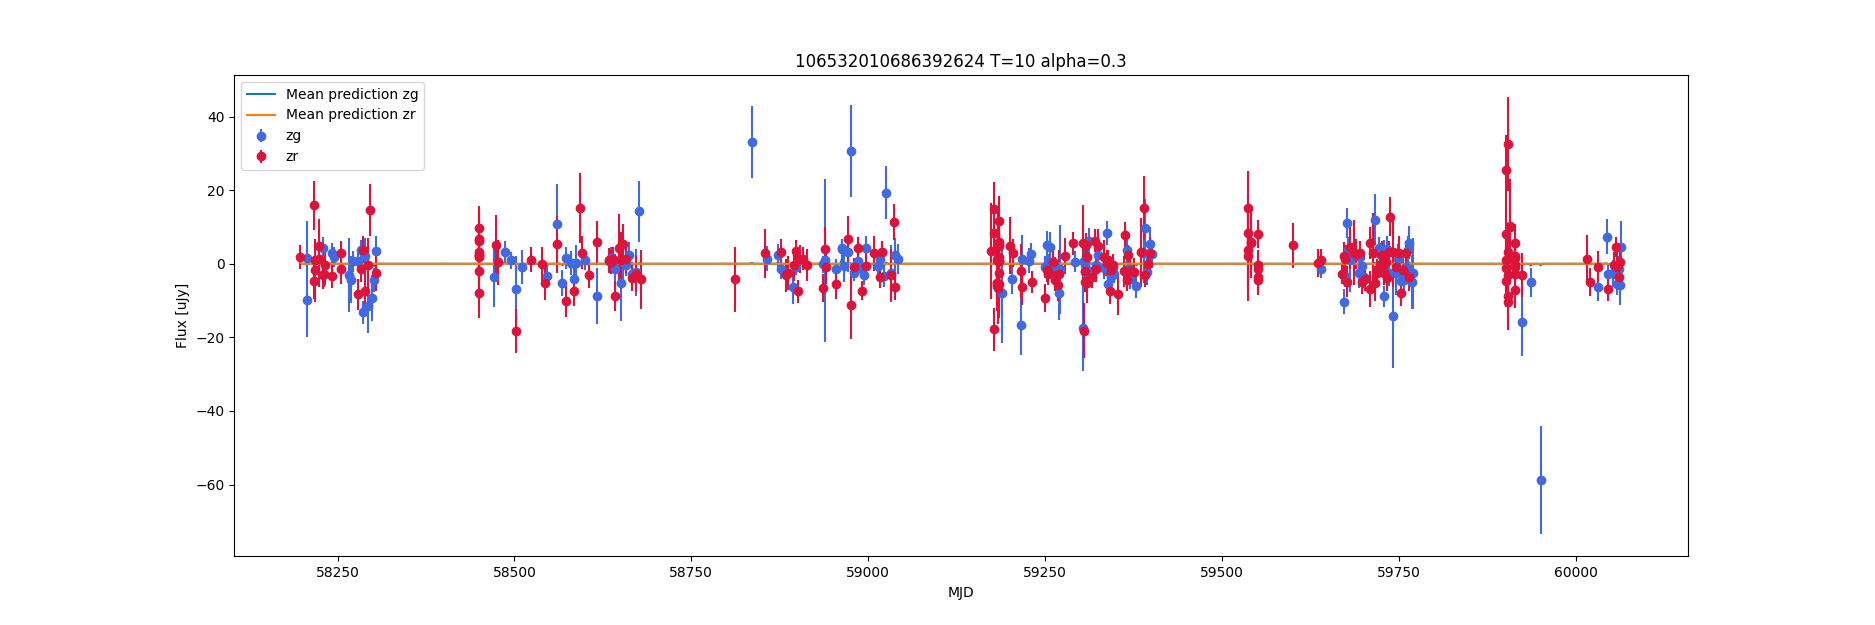 106532010686392624 T=10 alpha=0.3
Mean prediction zg
Mean prediction zr
zg
zr
Flux [uJy]
40
20
0
−20
−40
−60
58250
58500
58750
59000
59250
59500
59750
60000
MJD